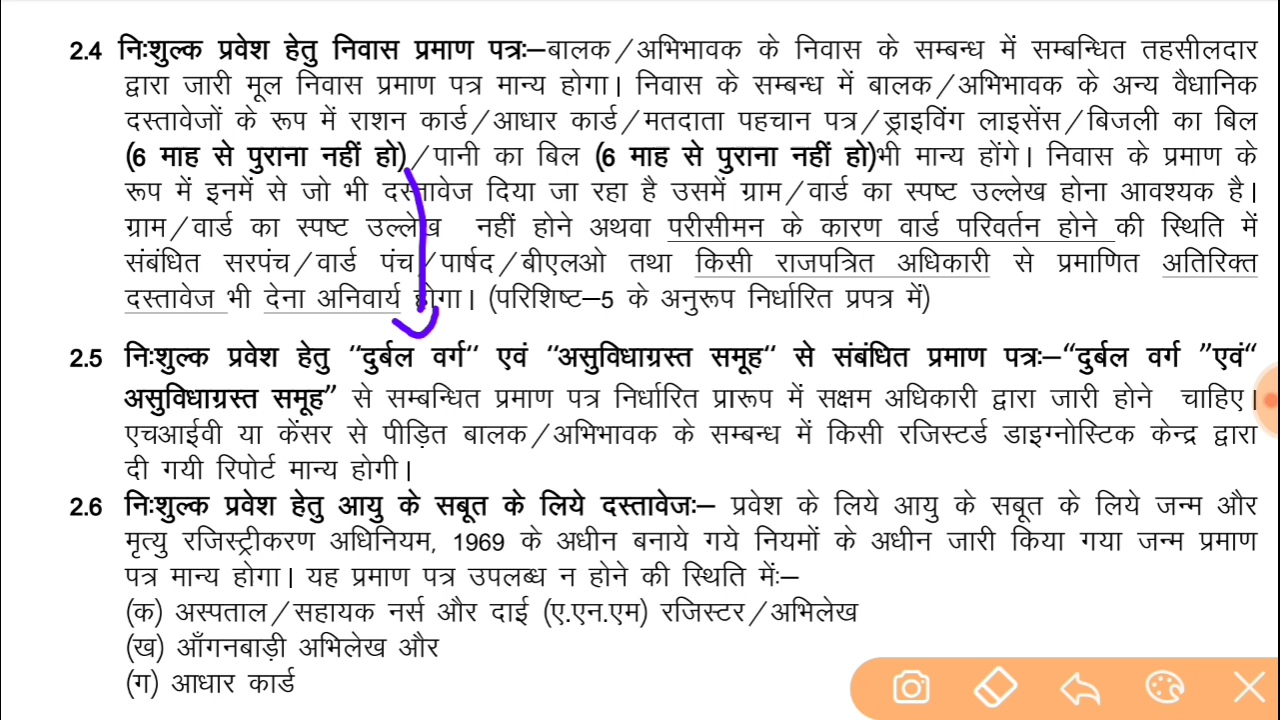 2.4 निःशुल्क प्रवेश हेतु निवास प्रमाण पत्रः–बालक/अभिभावक के निवास के सम्बन्ध में सम्बन्धित तहसीलदार
द्वारा जारी मूल निवास प्रमाण पत्र मान्य होगा। निवास के सम्बन्ध में बालक/अभिभावक के अन्य वैधानिक
दस्तावेजों के रूप में राशन कार्ड/आधार कार्ड/मतदाता पहचान पत्र/ड्राइविंग लाइसेंस/बिजली का बिल
(6 माह से पुराना नहीं हो)/पानी का बिल (6 माह से पुराना नहीं हो)भी मान्य होंगे। निवास के प्रमाण के
रूप में इनमें से जो भी दस्तावेज दिया जा रहा है उसमें ग्राम/वार्ड का स्पष्ट उल्लेख होना आवश्यक है।
ग्राम/वार्ड का स्पष्ट उल्लेख नहीं होने अथवा परीसीमन के कारण वार्ड परिवर्तन होने की स्थिति में
संबंधित सरपंच/वार्ड पंच/पार्षद/बीएलओ तथा किसी राजपत्रित अधिकारी से प्रमाणित अतिरिक्त
दस्तावेज भी देना अनिवार्य होगा। (परिशिष्ट–5 के अनुरूप निर्धारित प्रपत्र में)
2.5 निःशुल्क प्रवेश हेतु “दुर्बल वर्ग“ एवं “असुविधाग्रस्त समूह“ से संबंधित प्रमाण पत्रः–“दुर्बल वर्ग ”एवं“
असुविधाग्रस्त समूह” से सम्बन्धित प्रमाण पत्र निर्धारित प्रारूप में सक्षम अधिकारी द्वारा जारी होने चाहिए।
एचआईवी या केंसर से पीड़ित बालक/अभिभावक के सम्बन्ध में किसी रजिस्टर्ड डाइग्नोस्टिक केन्द्र द्वारा
दी गयी रिपोर्ट मान्य होगी।
2.6 निःशुल्क प्रवेश हेतु आयु के सबूत के लिये दस्तावेजः– प्रवेश के लिये आयु के सबूत के लिये जन्म और
मृत्यु रजिस्ट्रीकरण अधिनियम, 1969 के अधीन बनाये गये नियमों के अधीन जारी किया गया जन्म प्रमाण
पत्र मान्य होगा। यह प्रमाण पत्र उपलब्ध न होने की स्थिति मेंः–
(क) अस्पताल/सहायक नर्स और दाई (ए.एन.एम) रजिस्टर/अभिलेख
(ख) आँगनबाड़ी अभिलेख और
(ग) आधार कार्ड